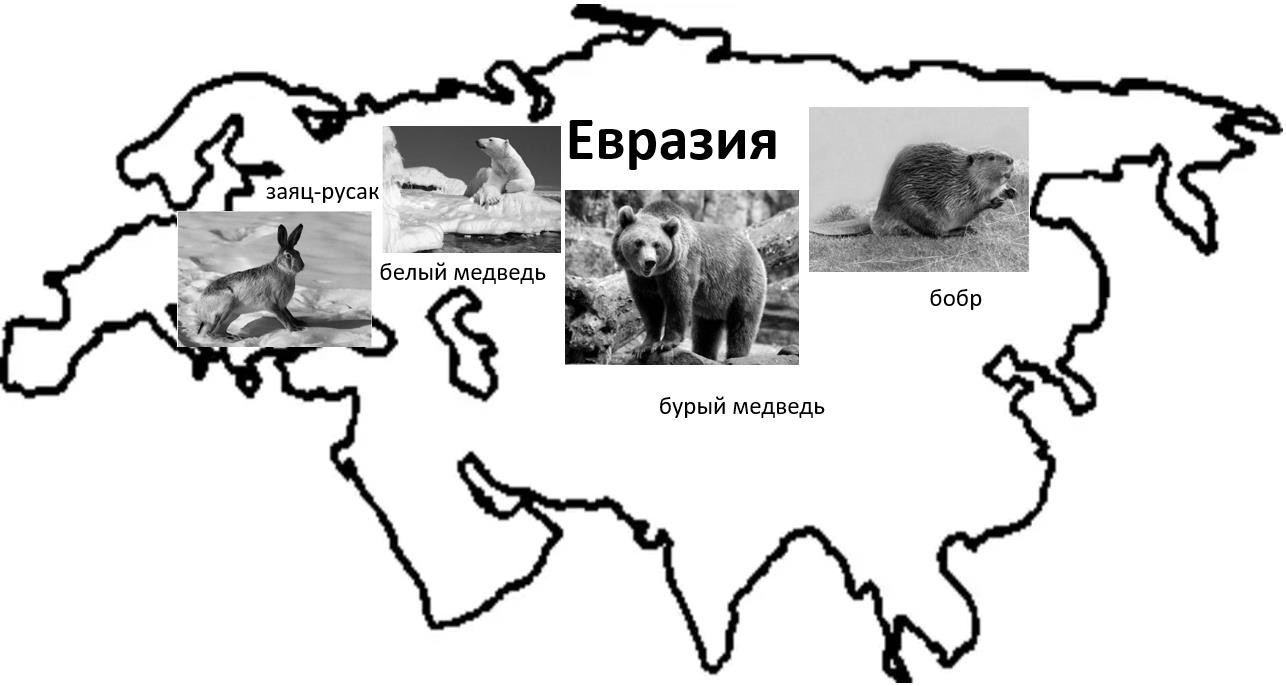 Евразия
заяц-русак
белый медведь
бобр
бурый медведь